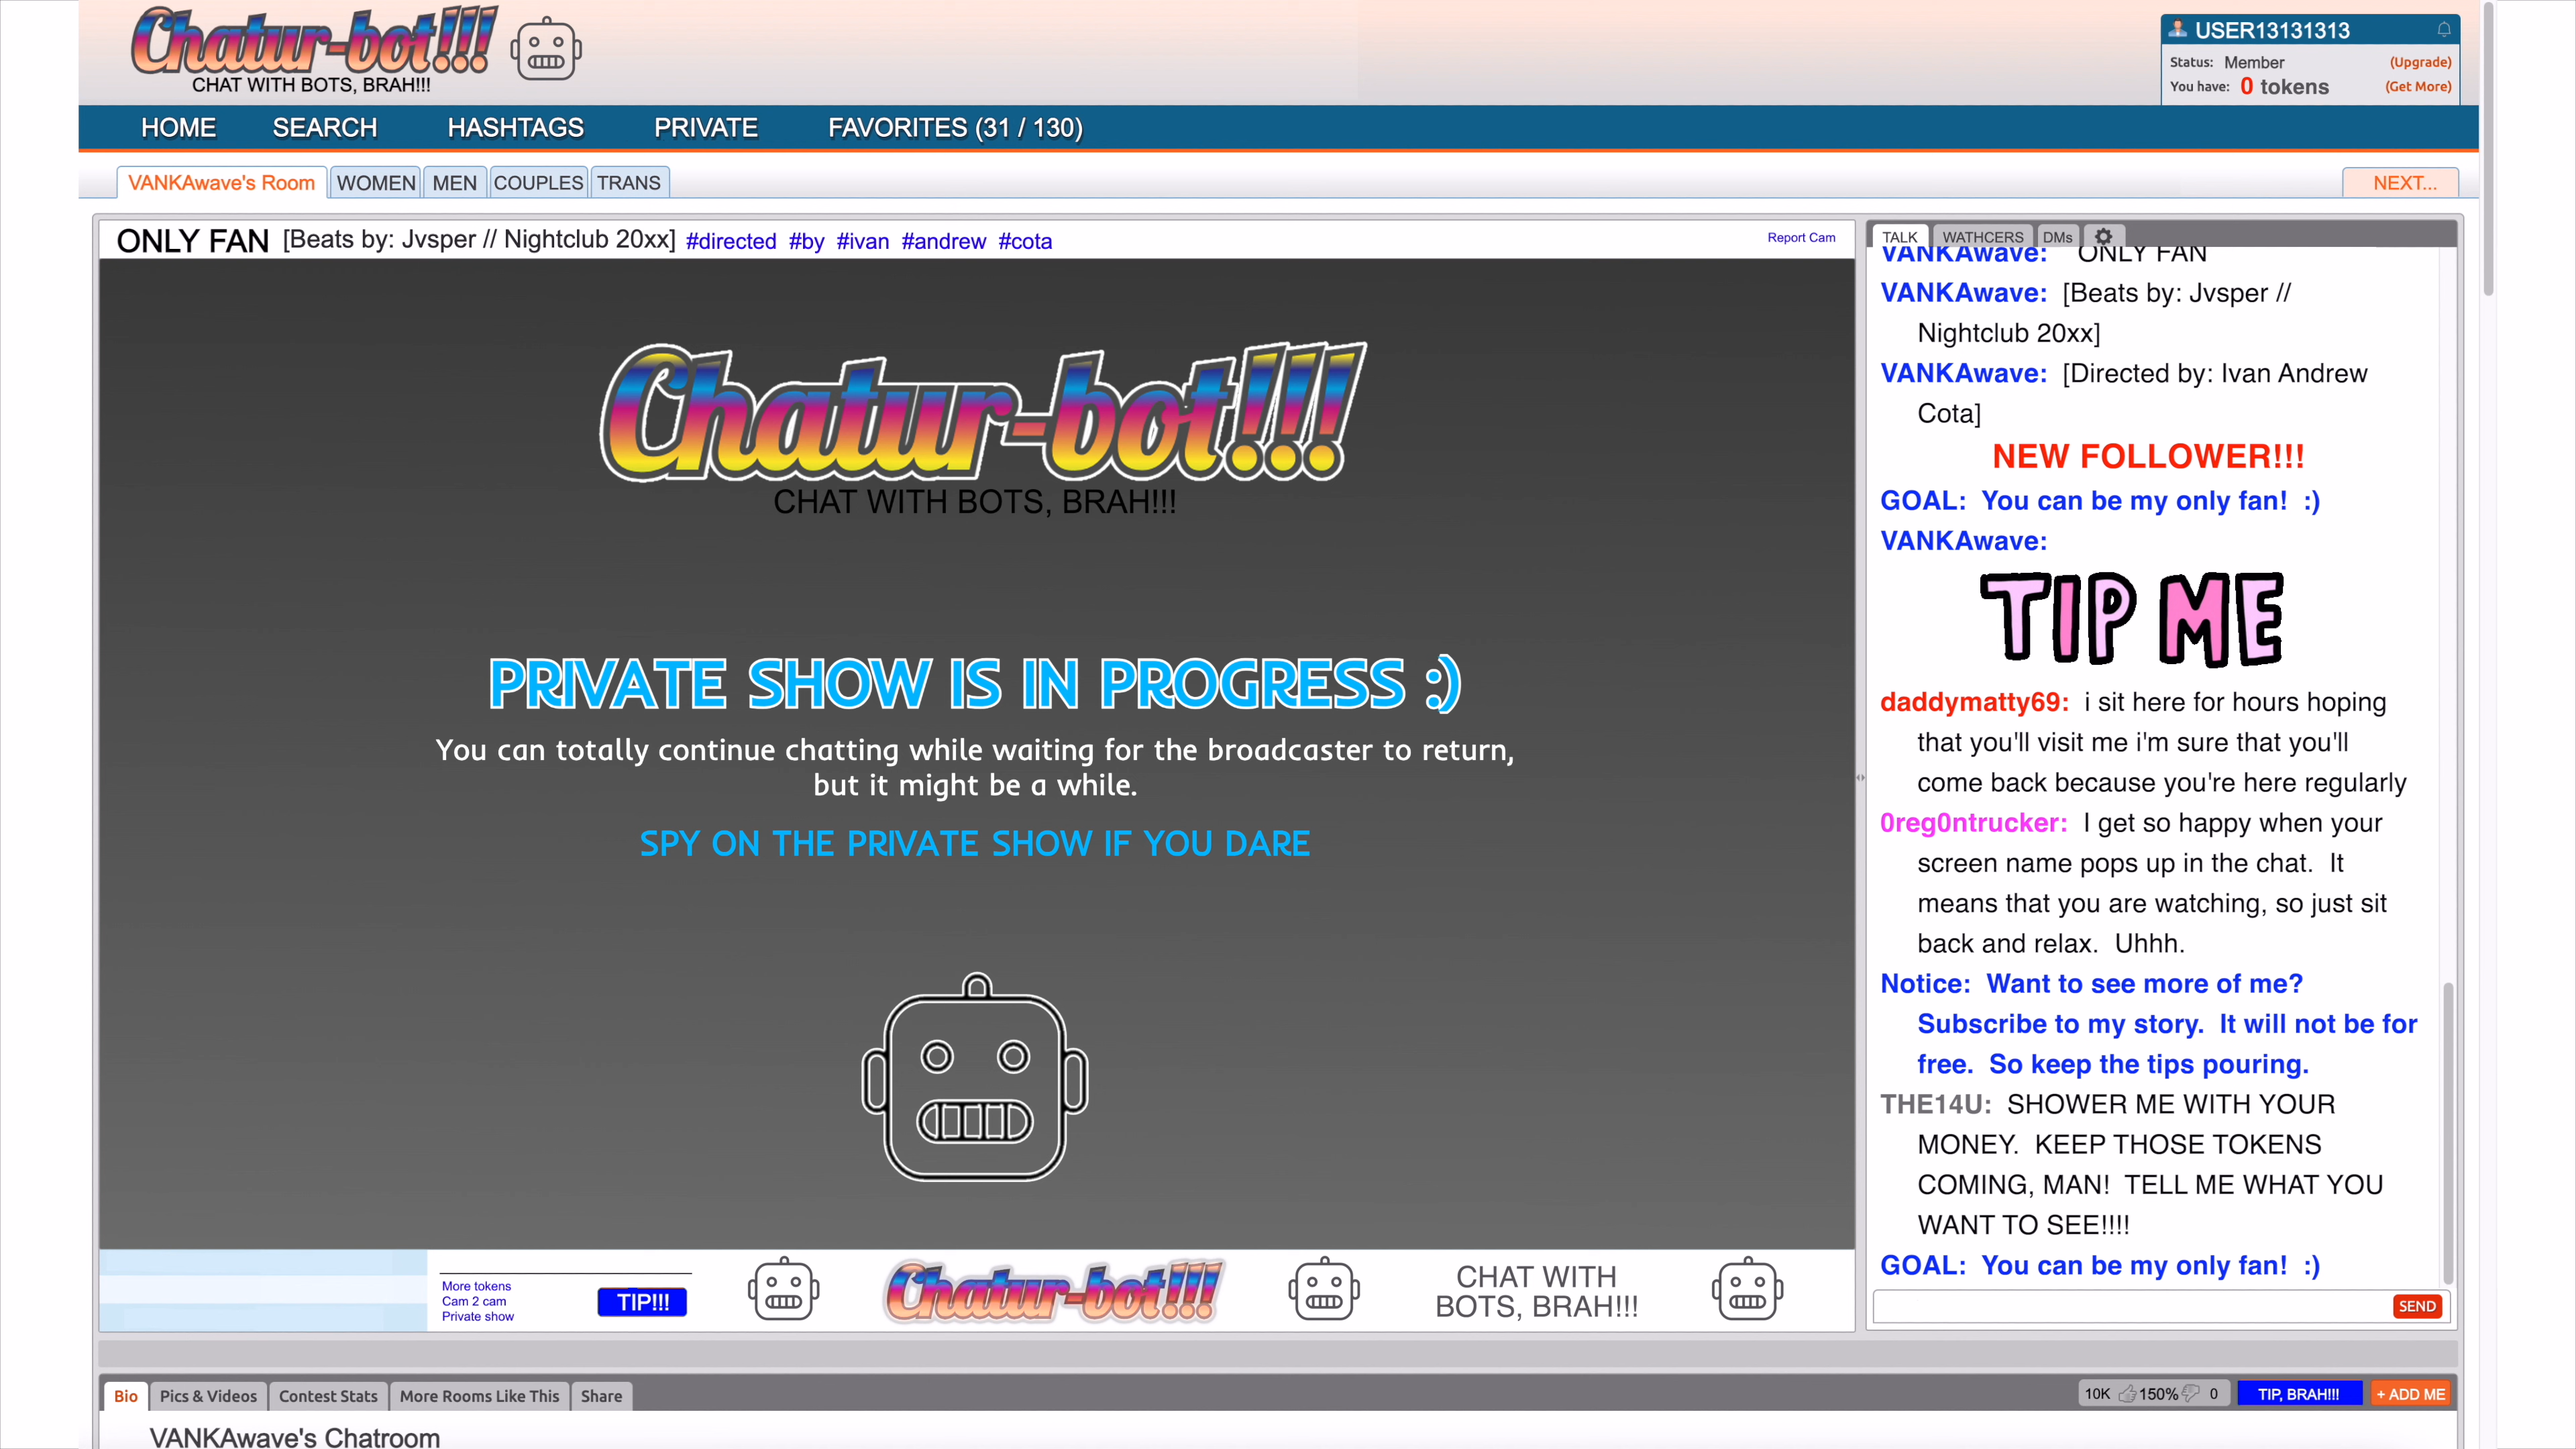 Chatur-bot!!!
CHAT WITH BOTS, BRAH!!!
USER13131313
Status: Member (Upgrade)
You have: 0 tokens (Get More)
HOME SEARCH HASHTAGS PRIVATE FAVORITES (31 / 130)
VANKAwave's Room WOMEN MEN COUPLES TRANS NEXT...
ONLY FAN [Beats by: Jvsper // Nightclub 20xx] #directed #by #ivan #andrew #cota Report Cam
Chatur-bot!!!
CHAT WITH BOTS, BRAH!!!
PRIVATE SHOW IS IN PROGRESS :)
You can totally continue chatting while waiting for the broadcaster to return,
but it might be a while.
SPY ON THE PRIVATE SHOW IF YOU DARE
More tokens
Cam 2 cam
Private show
TIP!!!
Chatur-bot!!!
CHAT WITH
BOTS, BRAH!!!
TALK WATHCERS DMs
VANKAwave: ONLY FAN
VANKAwave: [Beats by: Jvsper //
Nightclub 20xx]
VANKAwave: [Directed by: Ivan Andrew
Cota]
NEW FOLLOWER!!!
GOAL: You can be my only fan! :)
VANKAwave:
TIP ME
daddymatty69: i sit here for hours hoping
that you'll visit me i'm sure that you'll
come back because you're here regularly
0reg0ntrucker: I get so happy when your
screen name pops up in the chat. It
means that you are watching, so just sit
back and relax. Uhhh.
Notice: Want to see more of me?
Subscribe to my story. It will not be for
free. So keep the tips pouring.
THE14U: SHOWER ME WITH YOUR
MONEY. KEEP THOSE TOKENS
COMING, MAN! TELL ME WHAT YOU
WANT TO SEE!!!!
GOAL: You can be my only fan! :)
SEND
Bio Pics & Videos Contest Stats More Rooms Like This Share
10K 150% 0 TIP, BRAH!!! + ADD ME
VANKAwave's Chatroom